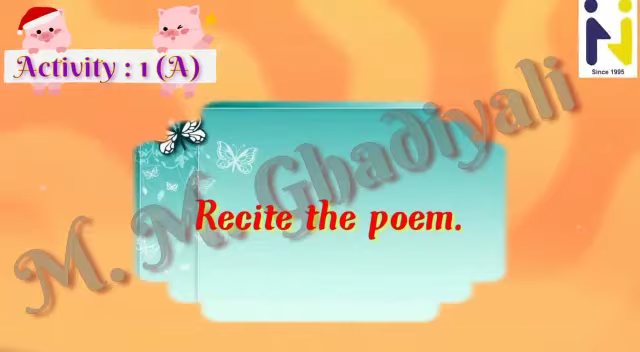 Activity : 1 (A)
Since 1995
M. M. Ghadiyali
Recite the poem.